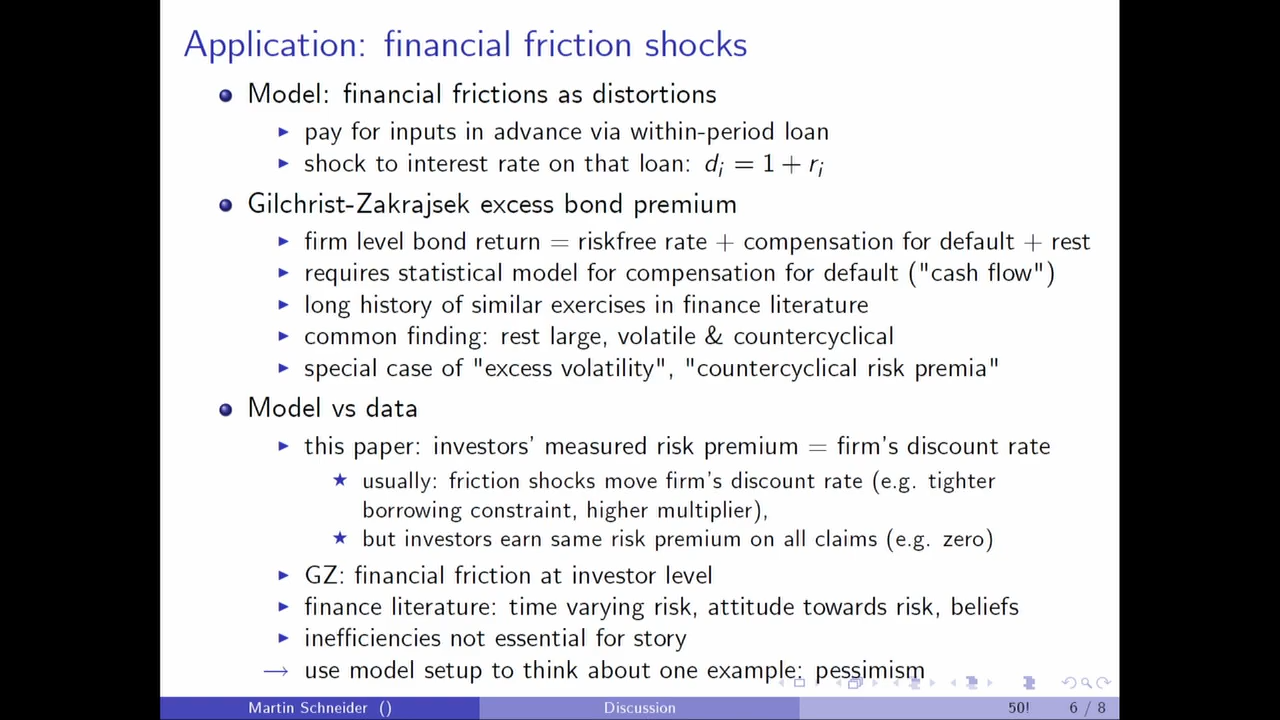 Application: financial friction shocks
Model: financial frictions as distortions
pay for inputs in advance via within-period loan
shock to interest rate on that loan: dᵢ = 1 + rᵢ
Gilchrist-Zakrajsek excess bond premium
firm level bond return = riskfree rate + compensation for default + rest
requires statistical model for compensation for default ("cash flow")
long history of similar exercises in finance literature
common finding: rest large, volatile & countercyclical
special case of "excess volatility", "countercyclical risk premia"
Model vs data
this paper: investors' measured risk premium = firm's discount rate
usually: friction shocks move firm's discount rate (e.g. tighter
borrowing constraint, higher multiplier),
but investors earn same risk premium on all claims (e.g. zero)
GZ: financial friction at investor level
finance literature: time varying risk, attitude towards risk, beliefs
inefficiencies not essential for story
→ use model setup to think about one example: pessimism
Martin Schneider () Discussion 50! 6 / 8